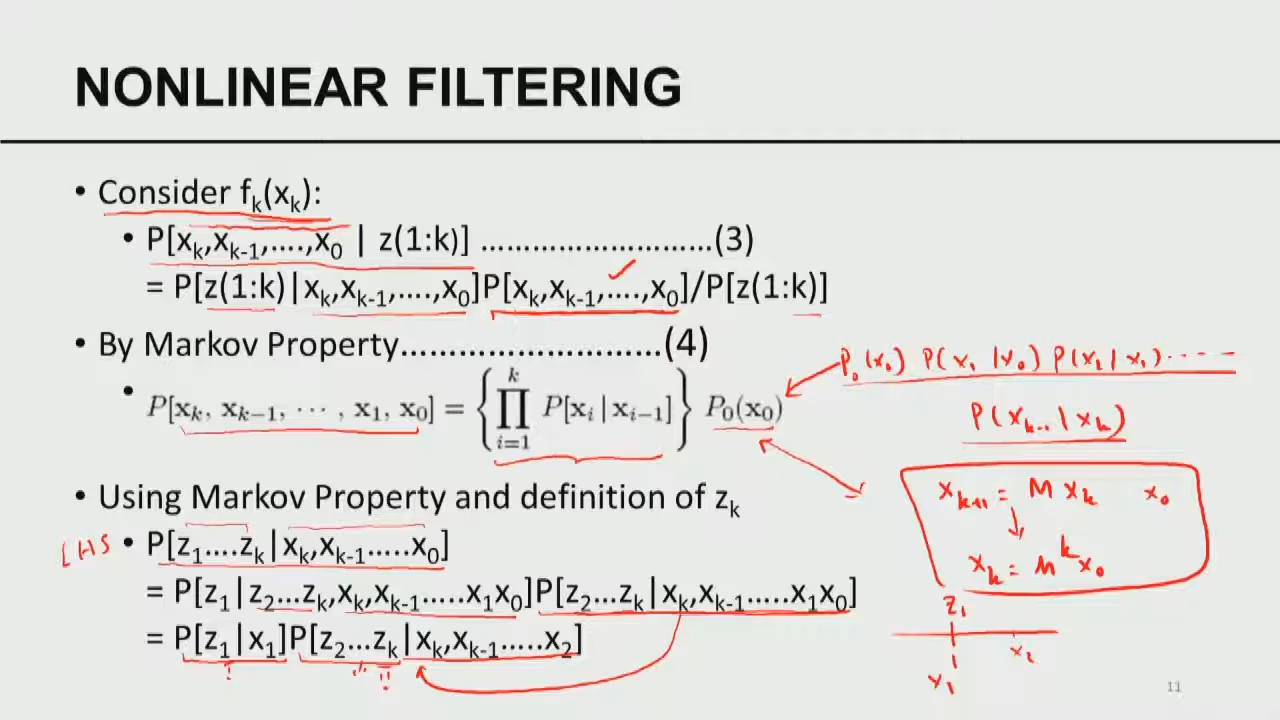 NONLINEAR FILTERING
• Consider fₖ(xₖ):
• P[xₖ,xₖ₋₁,....,x₀ | z(1:k)] ............................(3)
= P[z(1:k)|xₖ,xₖ₋₁,....,x₀]P[xₖ,xₖ₋₁,....,x₀]/P[z(1:k)]
• By Markov Property............................(4)
P₀(x₀) P(x₁|x₀) P(x₂|x₁).....
• P[xₖ, xₖ₋₁, ⋯ , x₁, x₀] = {∏ᵢ₌₁ᵏ P[xᵢ|xᵢ₋₁]} P₀(x₀)
P(xₖ₊₁|xₖ)
• Using Markov Property and definition of zₖ
xₖ₊₁ = M xₖ x₀
LHS • P[z₁....zₖ|xₖ,xₖ₋₁.....x₀]
xₖ = Mᵏx₀
= P[z₁|z₂...zₖ,xₖ,xₖ₋₁.....x₁x₀]P[z₂...zₖ|xₖ,xₖ₋₁.....x₁x₀]
z₁
= P[z₁|x₁]P[z₂...zₖ|xₖ,xₖ₋₁.....x₂]
x₂
x₁
11